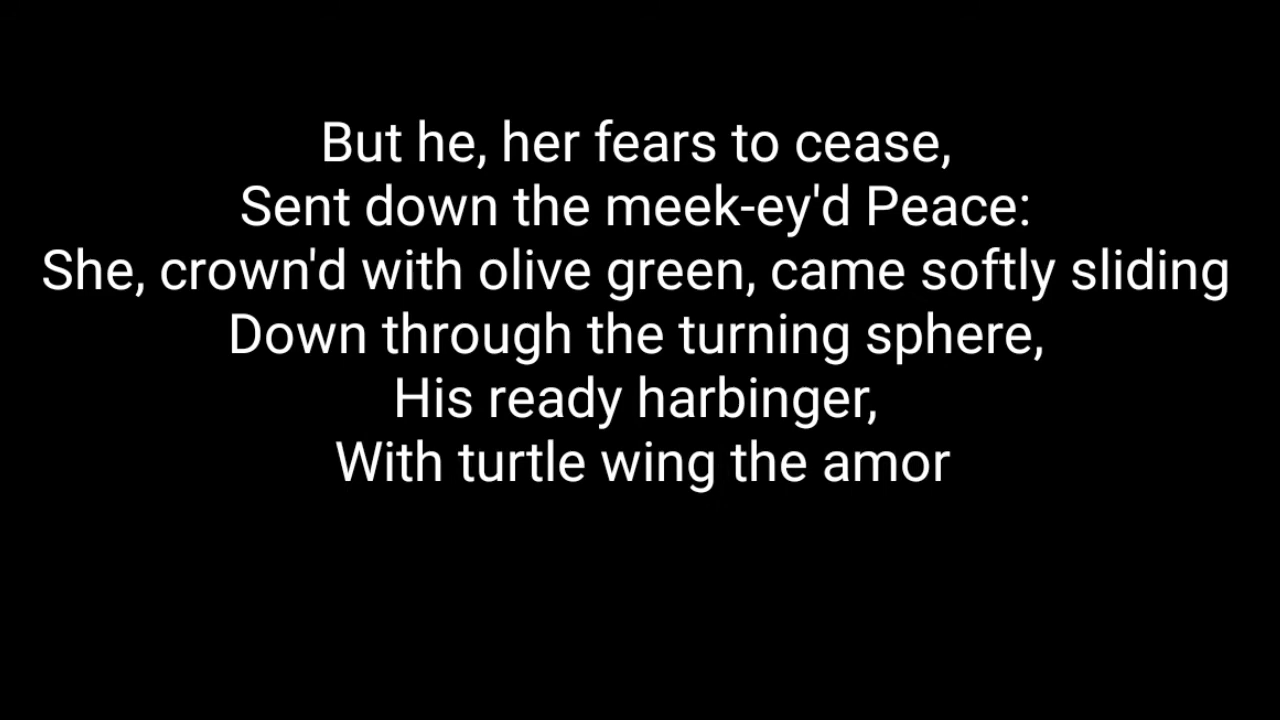 But he, her fears to cease,
Sent down the meek-ey'd Peace:
She, crown'd with olive green, came softly sliding
Down through the turning sphere,
His ready harbinger,
With turtle wing the amor